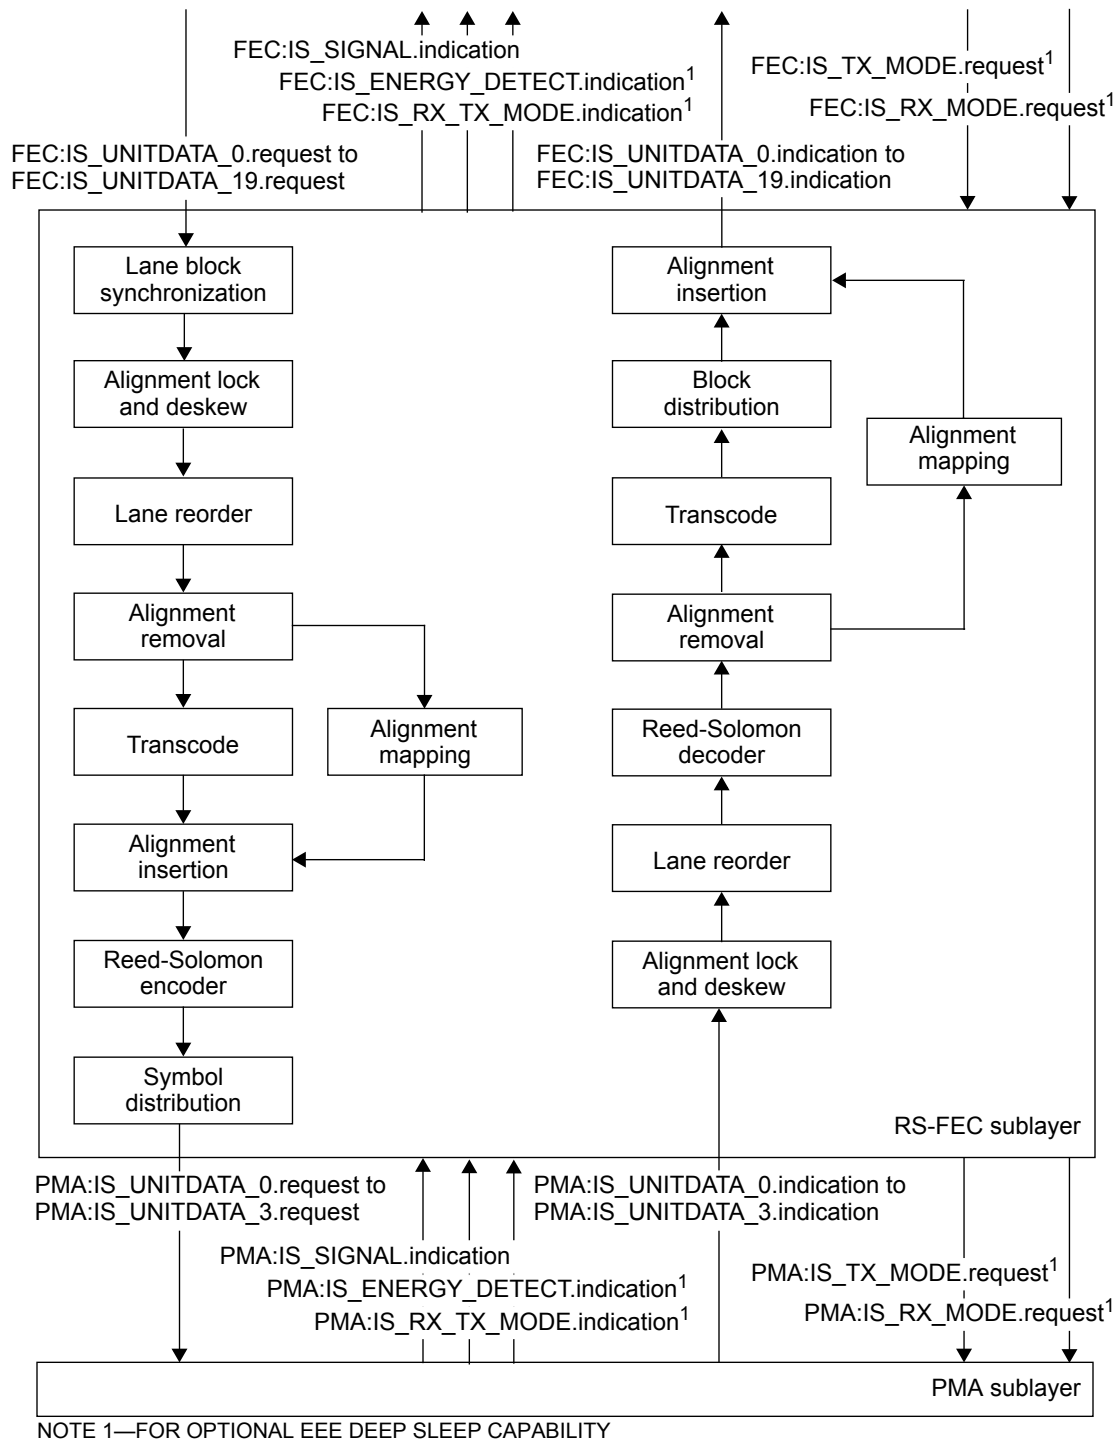 FEC:IS_SIGNAL.indication
FEC:IS_ENERGY_DETECT.indication1
FEC:IS_RX_TX_MODE.indication1
FEC:IS_TX_MODE.request1
FEC:IS_RX_MODE.request1
FEC:IS_UNITDATA_0.request to
FEC:IS_UNITDATA_19.request
FEC:IS_UNITDATA_0.indication to
FEC:IS_UNITDATA_19.indication
Lane block
synchronization
Alignment lock
and deskew
Lane reorder
Alignment
removal
Transcode
Alignment
mapping
Alignment
insertion
Reed-Solomon
encoder
Symbol
distribution
Alignment
insertion
Block
distribution
Alignment
mapping
Transcode
Alignment
removal
Reed-Solomon
decoder
Lane reorder
Alignment lock
and deskew
RS-FEC sublayer
PMA:IS_UNITDATA_0.request to
PMA:IS_UNITDATA_3.request
PMA:IS_UNITDATA_0.indication to
PMA:IS_UNITDATA_3.indication
PMA:IS_SIGNAL.indication
PMA:IS_ENERGY_DETECT.indication1
PMA:IS_RX_TX_MODE.indication1
PMA:IS_TX_MODE.request1
PMA:IS_RX_MODE.request1
PMA sublayer
NOTE 1—FOR OPTIONAL EEE DEEP SLEEP CAPABILITY